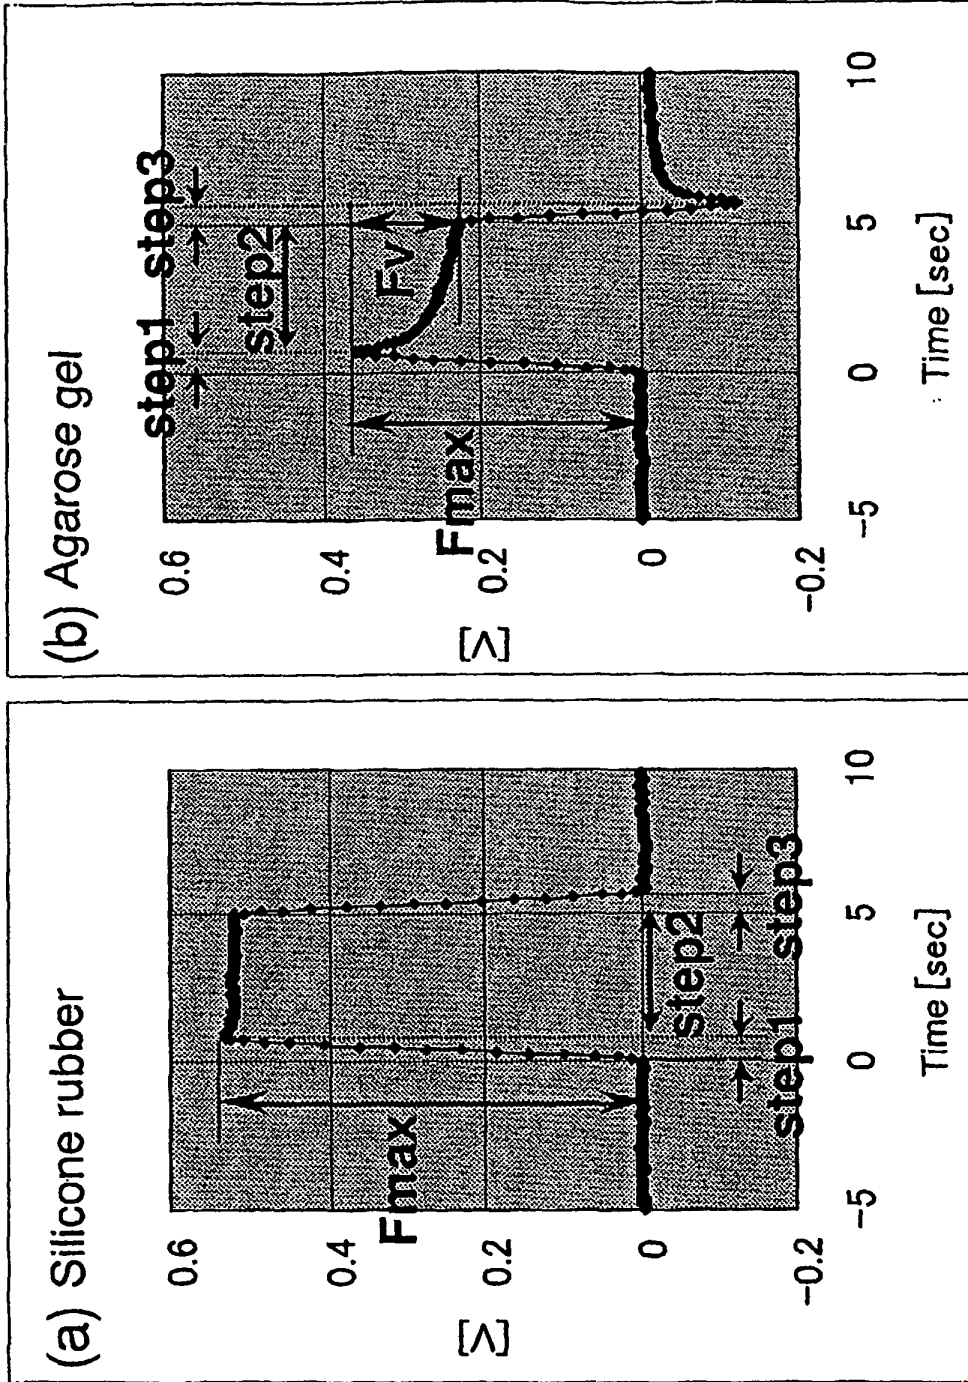 (a) Silicone rubber
[V]
0.6
0.4
0.2
0
−0.2
Fmax
step2
step1 step3
−5
0
5
10
Time [sec]
(b) Agarose gel
[V]
0.6
0.4
0.2
0
−0.2
step1 step3
step2
Fv
Fmax
−5
0
5
10
Time [sec]